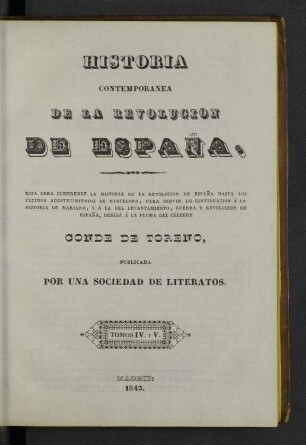 HISTORIA
CONTEMPORANEA
DE LA REVOLUCION
DE ESPAÑA,
ESTA OBRA COMPRENDE LA HISTORIA DE LA REVOLUCION DE ESPAÑA HASTA LOS
ÚLTIMOS ACONTECIMIENTOS DE BARCELONA, PARA SERVIR DE CONTINUACION Á LA
HISTORIA DE MARIANA, Y Á LA DEL LEVANTAMIENTO, GUERRA Y REVOLUCION DE
ESPAÑA, DEBIDA Á LA PLUMA DEL CÉLEBRE
CONDE DE TORENO,
PUBLICADA
POR UNA SOCIEDAD DE LITERATOS.
TOMOS IV. Y V.
MADRID:
1843.